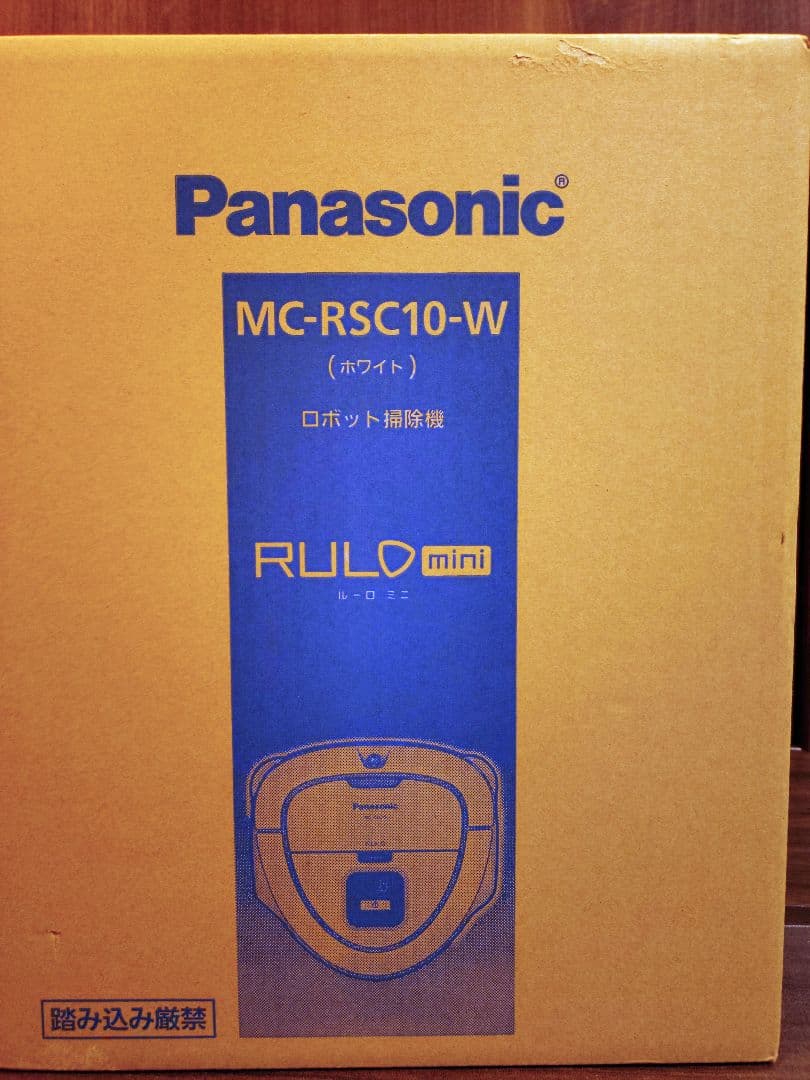 Panasonic®
MC-RSC10-W
(ホワイト)
ロボット掃除機
RULO mini
ルーロ ミニ
Panasonic
踏み込み厳禁